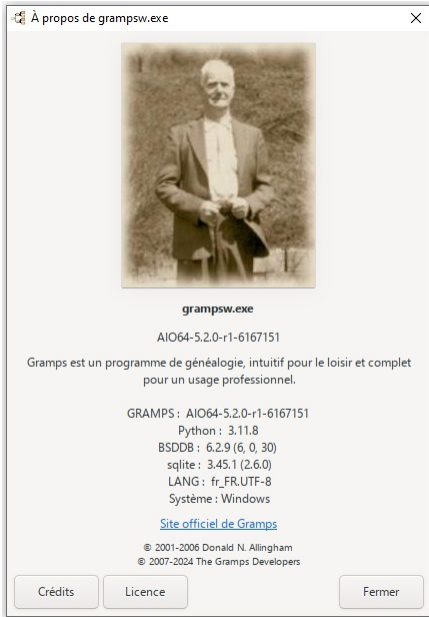 À propos de grampsw.exe
grampsw.exe
AIO64-5.2.0-r1-6167151
Gramps est un programme de généalogie, intuitif pour le loisir et complet
pour un usage professionnel.
GRAMPS : AIO64-5.2.0-r1-6167151
Python : 3.11.8
BSDDB : 6.2.9 (6, 0, 30)
sqlite : 3.45.1 (2.6.0)
LANG : fr_FR.UTF-8
Système : Windows
Site officiel de Gramps
© 2001-2006 Donald N. Allingham
© 2007-2024 The Gramps Developers
Crédits Licence Fermer